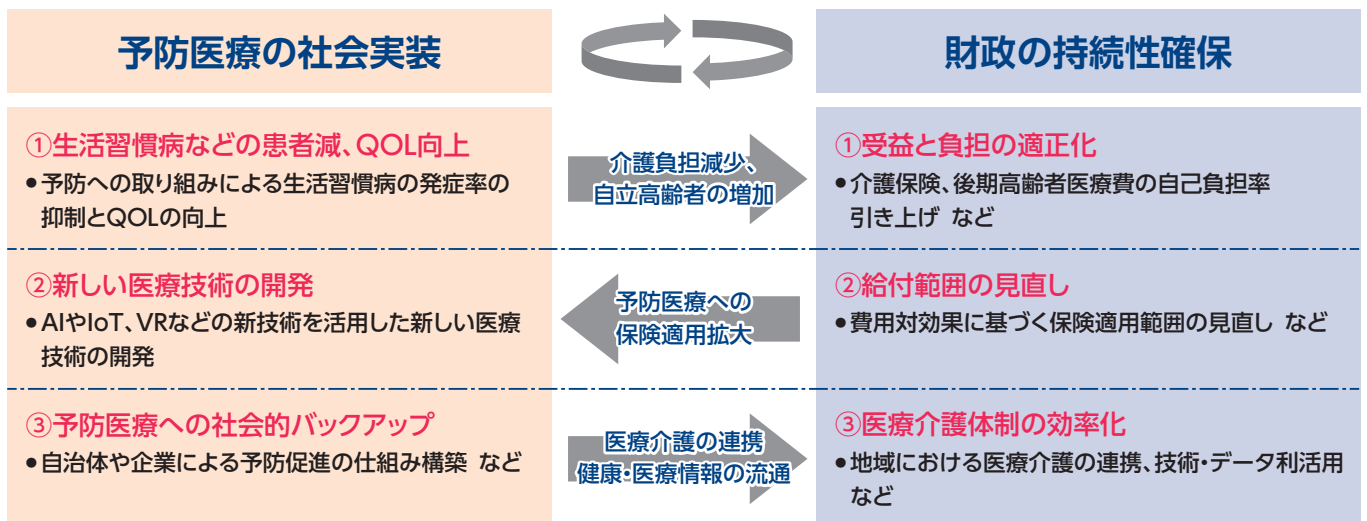 予防医療の社会実装
財政の持続性確保
①生活習慣病などの患者減、QOL向上
●予防への取り組みによる生活習慣病の発症率の
抑制とQOLの向上
介護負担減少、
自立高齢者の増加
①受益と負担の適正化
●介護保険、後期高齢者医療費の自己負担率
引き上げ など
②新しい医療技術の開発
●AIやIoT、VRなどの新技術を活用した新しい医療
技術の開発
予防医療への
保険適用拡大
②給付範囲の見直し
●費用対効果に基づく保険適用範囲の見直し など
③予防医療への社会的バックアップ
●自治体や企業による予防促進の仕組み構築 など
医療介護の連携
健康・医療情報の流通
③医療介護体制の効率化
●地域における医療介護の連携、技術・データ利活用
など